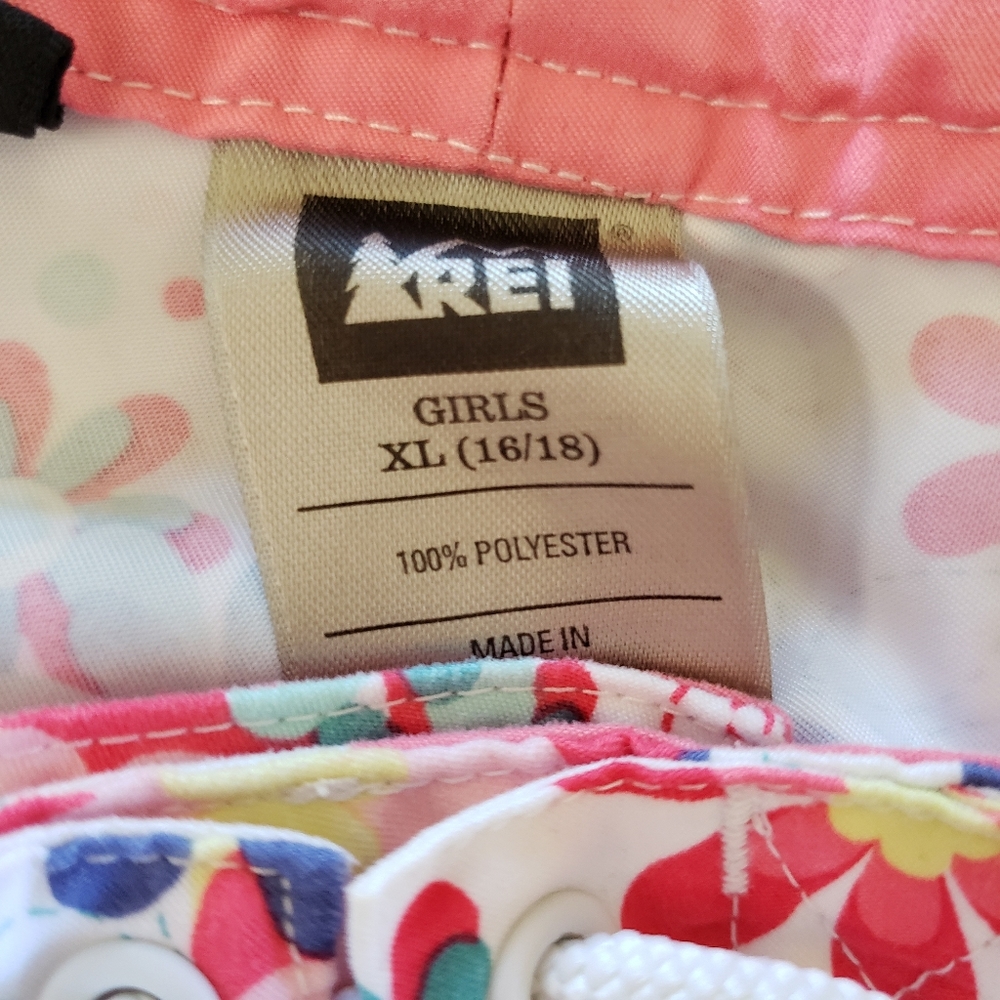 REI ®
GIRLS
XL (16/18)
100% POLYESTER
MADE IN